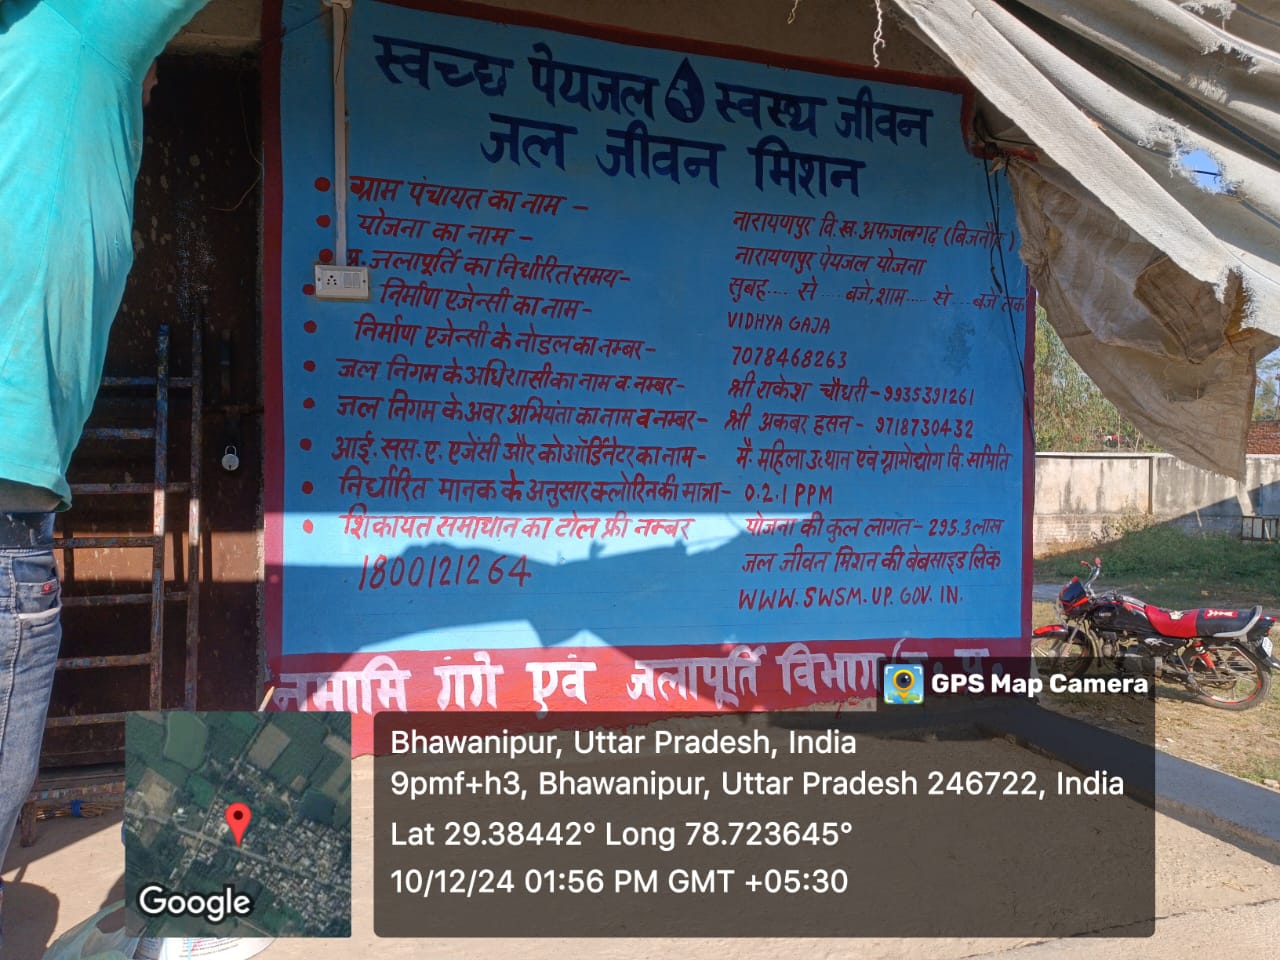 स्वच्छ पेयजल स्वस्थ जीवन
जल जीवन मिशन
• ग्राम पंचायत का नाम – नारायणपुर वि.ख. अफजलगढ़ (बिजनौर)
• योजना का नाम – नारायणपुर पेयजल योजना
• प्र. जलापूर्ति का निर्धारित समय- सुबह.... से .... बजे, शाम.... से .... बजे तक
• निर्माण एजेन्सी का नाम- VIDHYA GAJA
• निर्माण एजेन्सी के नोडल का नम्बर- 7078468263
• जल निगम के अधिशासी का नाम व नम्बर- श्री राकेश चौधरी - 9935391261
• जल निगम के अवर अभियंता का नाम व नम्बर- श्री अकबर हसन - 9718730432
• आई. सस. ए. एजेंसी और कोऑर्डिनेटर का नाम- मै. महिला उत्थान एवं ग्रामोद्योग वि. समिति
• निर्धारित मानक के अनुसार क्लोरिन की मात्रा- 0.2.1 PPM
• शिकायत समाधान का टोल फ्री नम्बर
1800121264
योजना की कुल लागत - 295.3 लाख
जल जीवन मिशन की बेबसाइड लिंक
WWW.SWSM.UP.GOV.IN.
नमामि गंगे एवं जलापूर्ति विभाग
GPS Map Camera
Bhawanipur, Uttar Pradesh, India
9pmf+h3, Bhawanipur, Uttar Pradesh 246722, India
Lat 29.38442° Long 78.723645°
10/12/24 01:56 PM GMT +05:30
Google